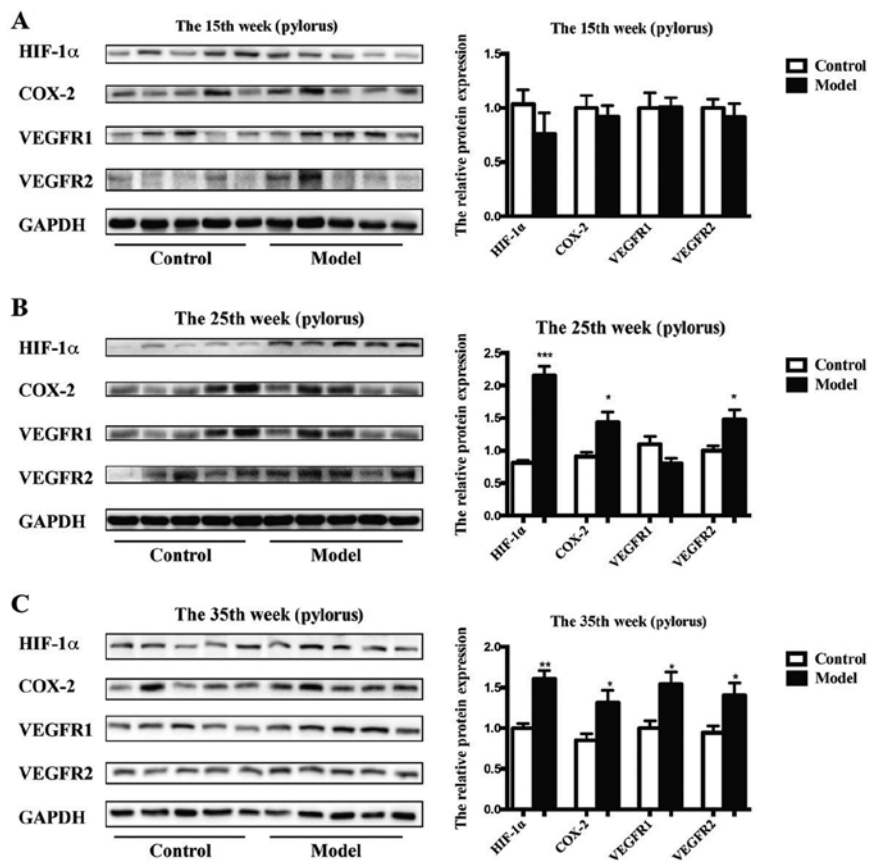 A
The 15th week (pylorus)
HIF-1α
COX-2
VEGFR1
VEGFR2
GAPDH
Control Model
The 15th week (pylorus)
The relative protein expression
1.5
1.0
0.5
0.0
HIF-1α COX-2 VEGFR1 VEGFR2
Control
Model
B
The 25th week (pylorus)
HIF-1α
COX-2
VEGFR1
VEGFR2
GAPDH
Control Model
The 25th week (pylorus)
The relative protein expression
2.5
2.0
1.5
1.0
0.5
0.0
*** * *
HIF-1α COX-2 VEGFR1 VEGFR2
Control
Model
C
The 35th week (pylorus)
HIF-1α
COX-2
VEGFR1
VEGFR2
GAPDH
Control Model
The 35th week (pylorus)
The relative protein expression
2.0
1.5
1.0
0.5
0.0
** * * *
HIF-1α COX-2 VEGFR1 VEGFR2
Control
Model